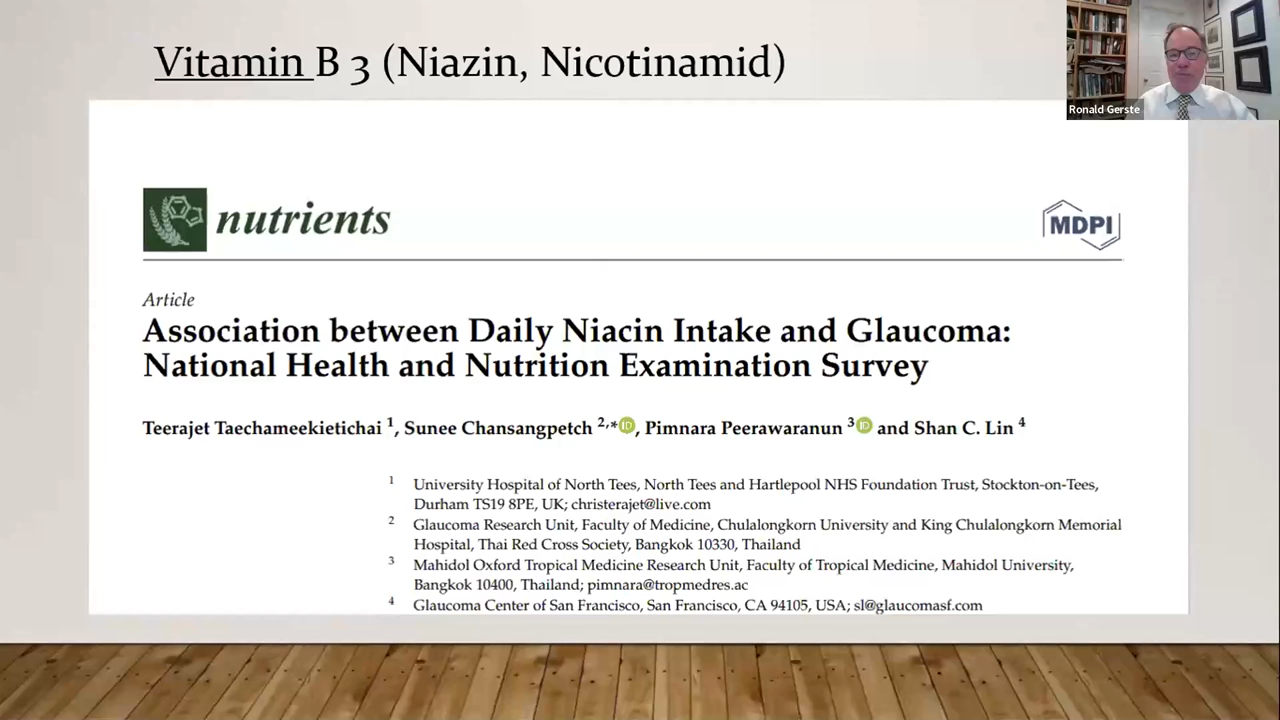 Vitamin B 3 (Niazin, Nicotinamid)
Ronald Gerste
nutrients
MDPI
Article
Association between Daily Niacin Intake and Glaucoma:
National Health and Nutrition Examination Survey
Teerajet Taechameekietichai 1, Sunee Chansangpetch 2,*iD, Pimnara Peerawaranun 3 iD and Shan C. Lin 4
1 University Hospital of North Tees, North Tees and Hartlepool NHS Foundation Trust, Stockton-on-Tees,
Durham TS19 8PE, UK; christerajet@live.com
2 Glaucoma Research Unit, Faculty of Medicine, Chulalongkorn University and King Chulalongkorn Memorial
Hospital, Thai Red Cross Society, Bangkok 10330, Thailand
3 Mahidol Oxford Tropical Medicine Research Unit, Faculty of Tropical Medicine, Mahidol University,
Bangkok 10400, Thailand; pimnara@tropmedres.ac
4 Glaucoma Center of San Francisco, San Francisco, CA 94105, USA; sl@glaucomasf.com